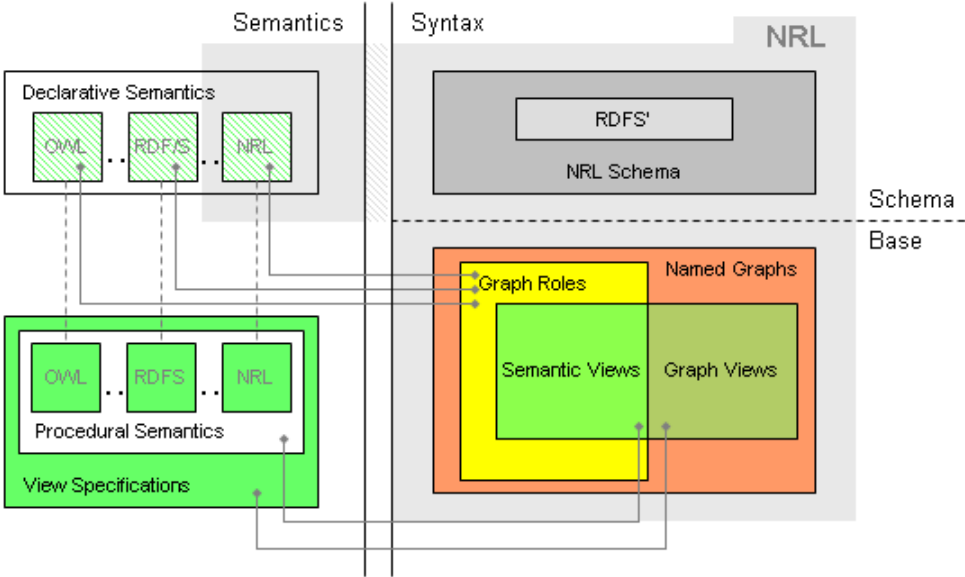 Semantics
Syntax
NRL
Declarative Semantics
OWL .. RDF/S .. NRL
RDFS'
NRL Schema
Schema
Base
Named Graphs
Graph Roles
Semantic Views
Graph Views
OWL .. RDFS .. NRL
Procedural Semantics
View Specifications